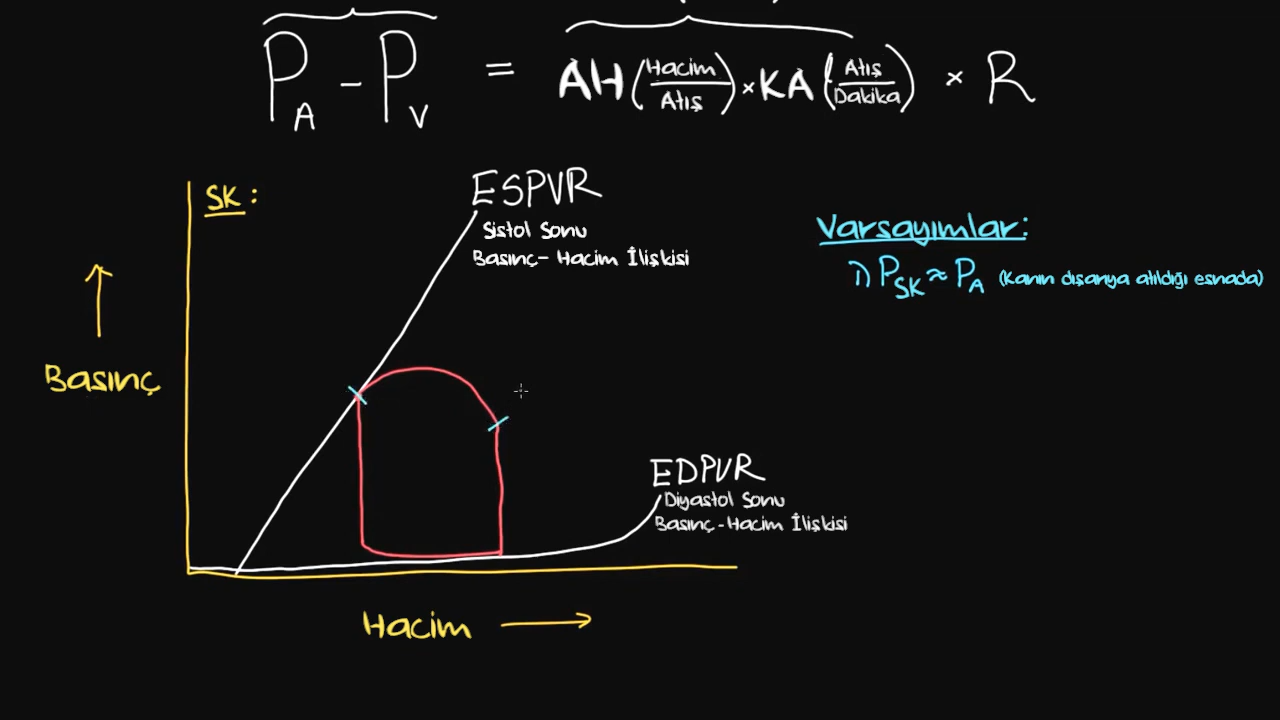 P_A - P_V = AH (Hacim/Atış) × KA (Atış/Dakika) × R
SK:
ESPVR
Sistol Sonu
Basınç-Hacim İlişkisi
Varsayımlar:
1) P_SK ≈ P_A (Kanın dışarıya atıldığı esnada)
Basınç
EDPVR
Diyastol Sonu
Basınç-Hacim İlişkisi
Hacim